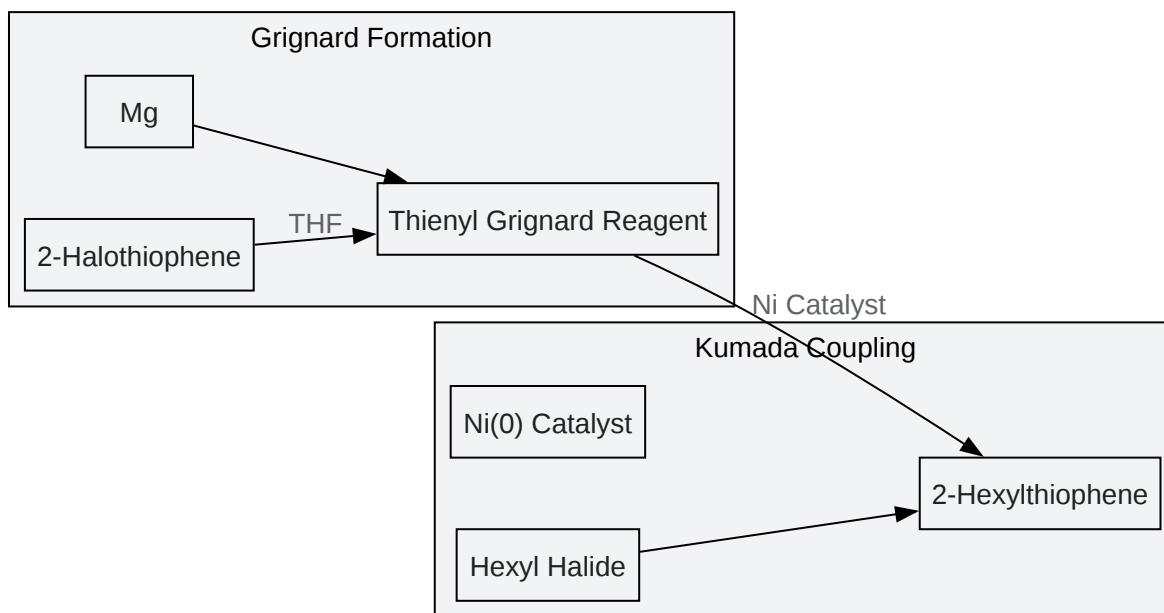 Grignard Formation
Mg
THF
Thienyl Grignard Reagent
2-Halothiophene
Ni Catalyst
Kumada Coupling
Ni(0) Catalyst
2-Hexylthiophene
Hexyl Halide